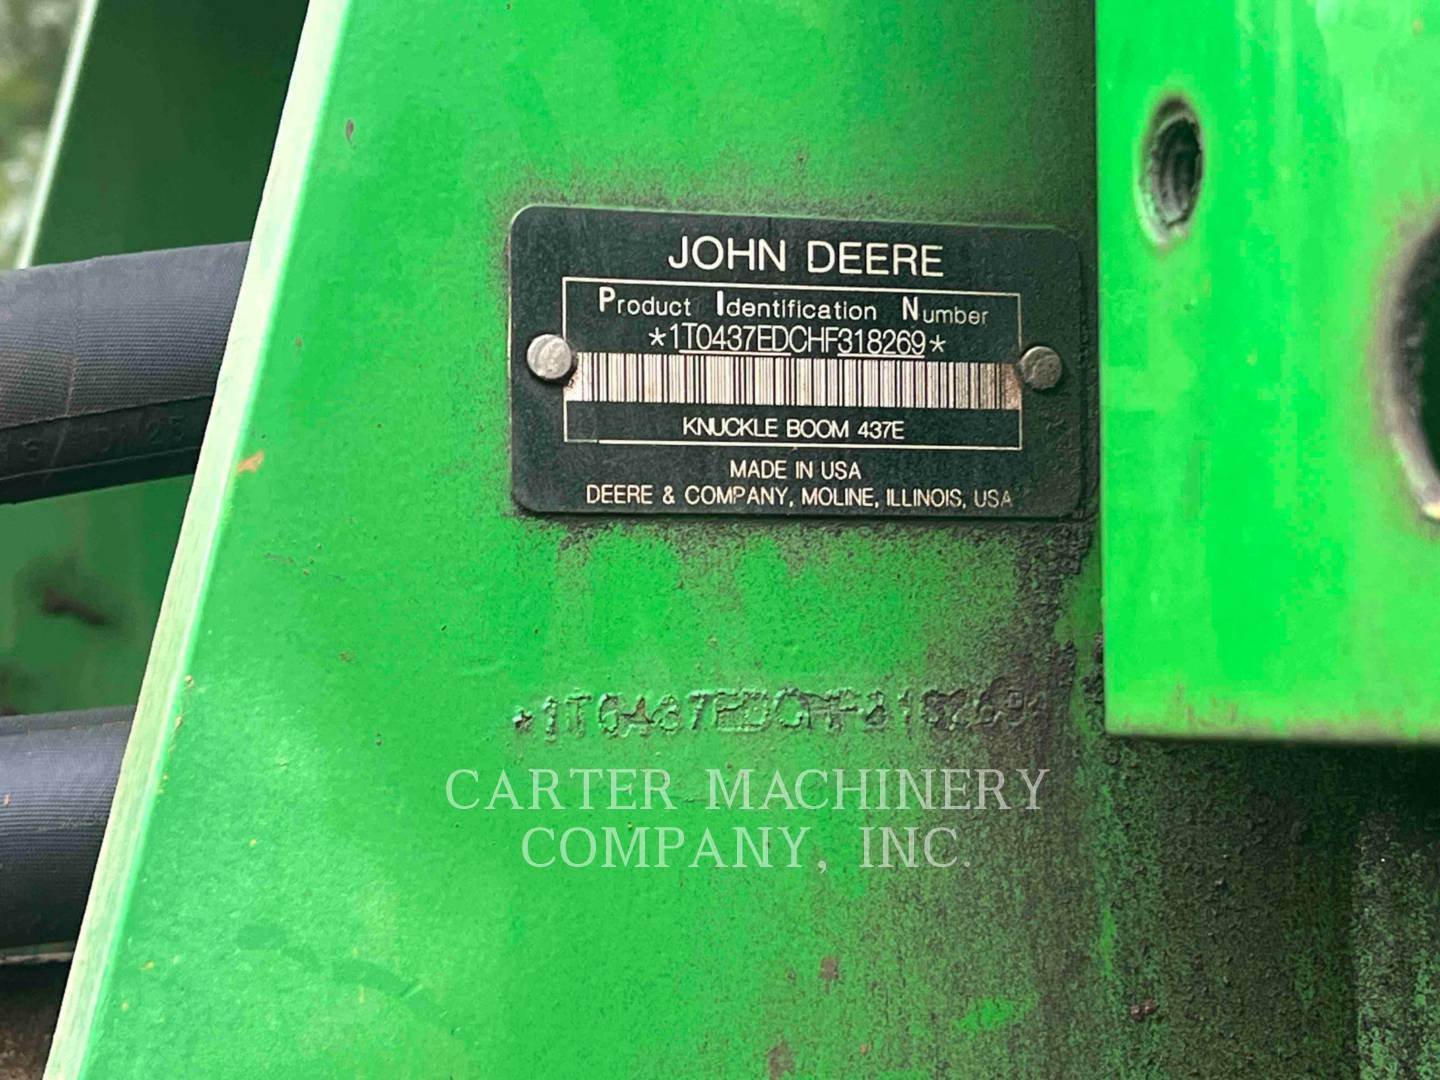 JOHN DEERE
Product Identification Number
*1T0437EDCHF318269*
KNUCKLE BOOM 437E
MADE IN USA
DEERE & COMPANY, MOLINE, ILLINOIS, USA
*1T0437EDCHF318269*
CARTER MACHINERY
COMPANY, INC.